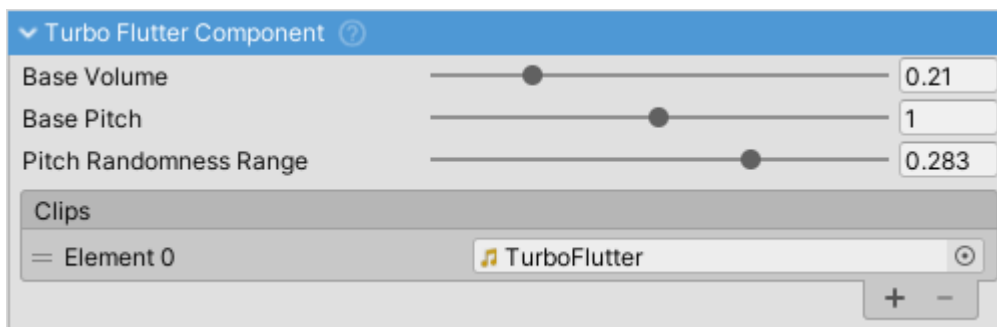 Turbo Flutter Component ?
Base Volume 0.21
Base Pitch 1
Pitch Randomness Range 0.283
Clips
Element 0 TurboFlutter
+ -